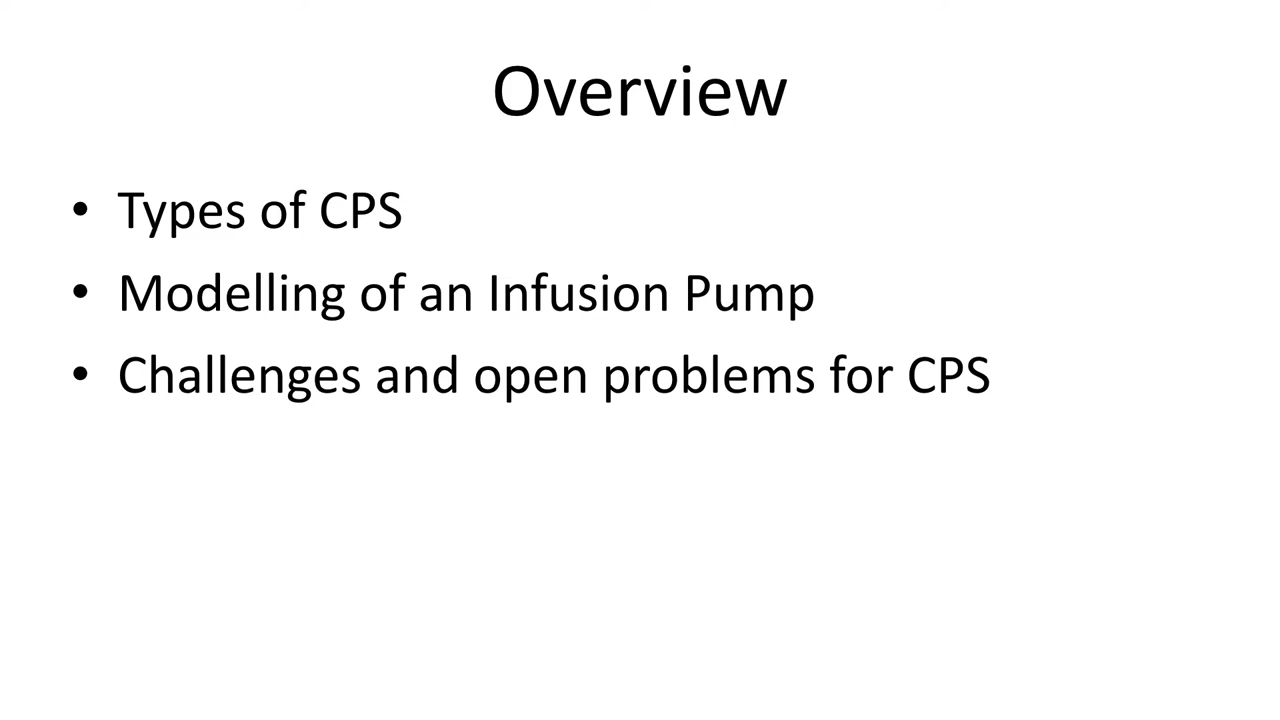 Overview
• Types of CPS
• Modelling of an Infusion Pump
• Challenges and open problems for CPS